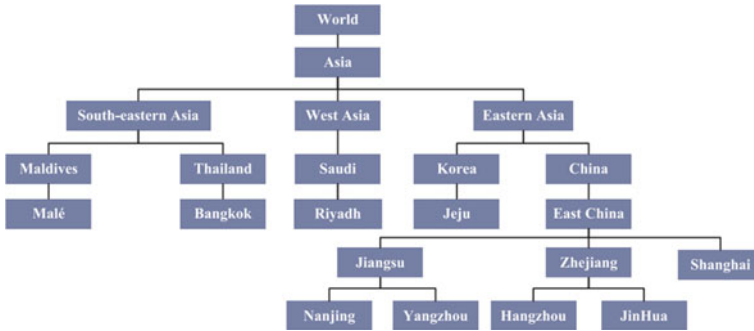 World
Asia
South-eastern Asia
West Asia
Eastern Asia
Maldives
Thailand
Saudi
Korea
China
Malé
Bangkok
Riyadh
Jeju
East China
Jiangsu
Zhejiang
Shanghai
Nanjing
Yangzhou
Hangzhou
JinHua